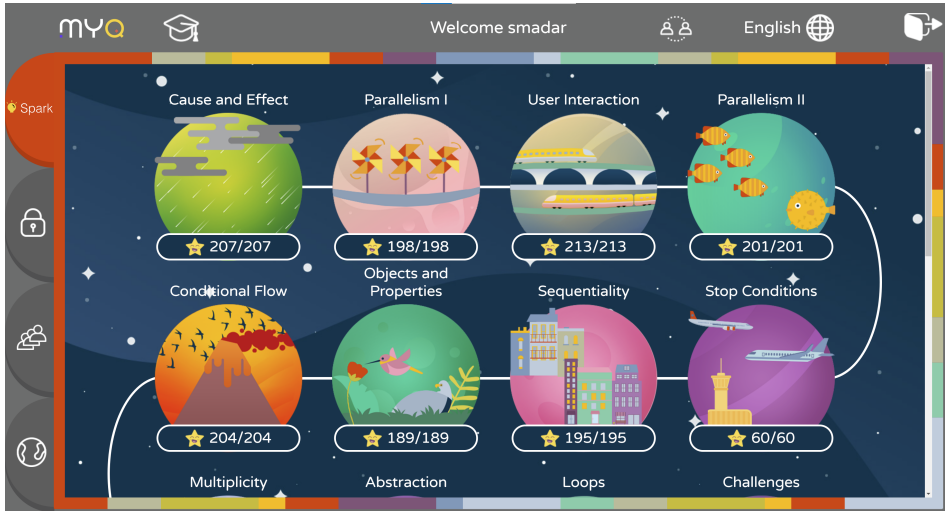 MYQ
Welcome smadar
English
Spark
Cause and Effect
Parallelism I
User Interaction
Parallelism II
207/207
198/198
213/213
201/201
Conditional Flow
Objects and
Properties
Sequentiality
Stop Conditions
204/204
189/189
195/195
60/60
Multiplicity
Abstraction
Loops
Challenges